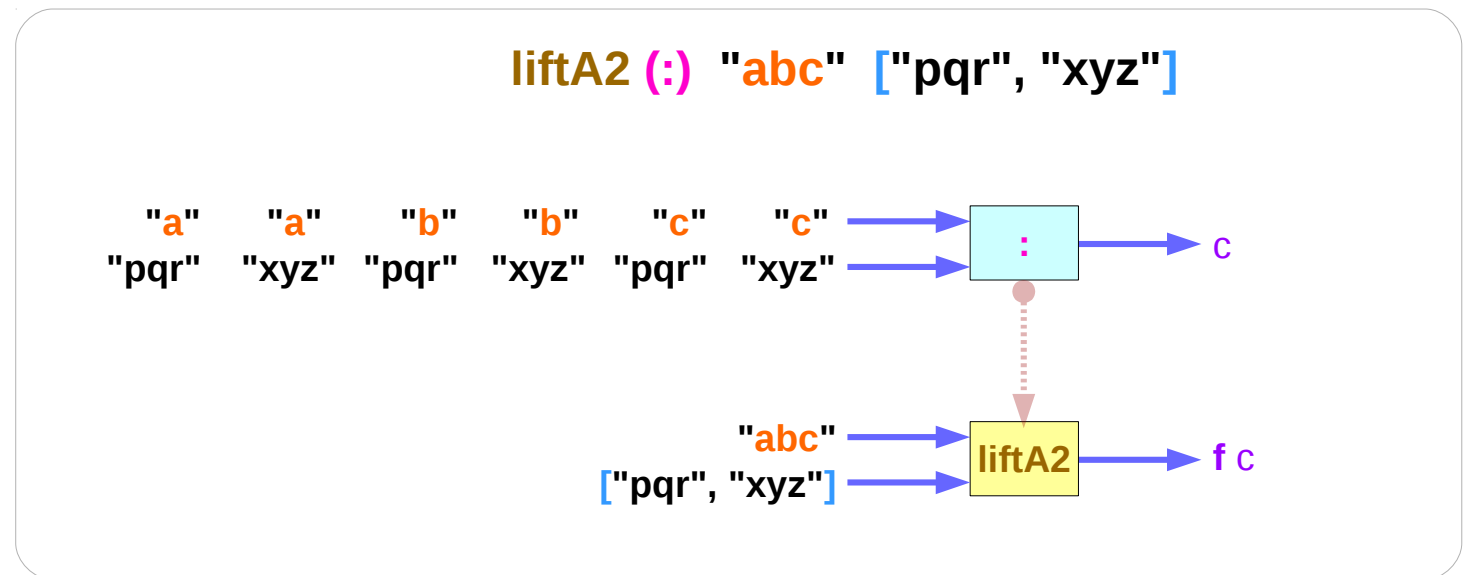 liftA2 (:) "abc" ["pqr", "xyz"]
"a" "a" "b" "b" "c" "c"
"pqr" "xyz" "pqr" "xyz" "pqr" "xyz"
:
c
"abc"
["pqr", "xyz"]
liftA2
f c